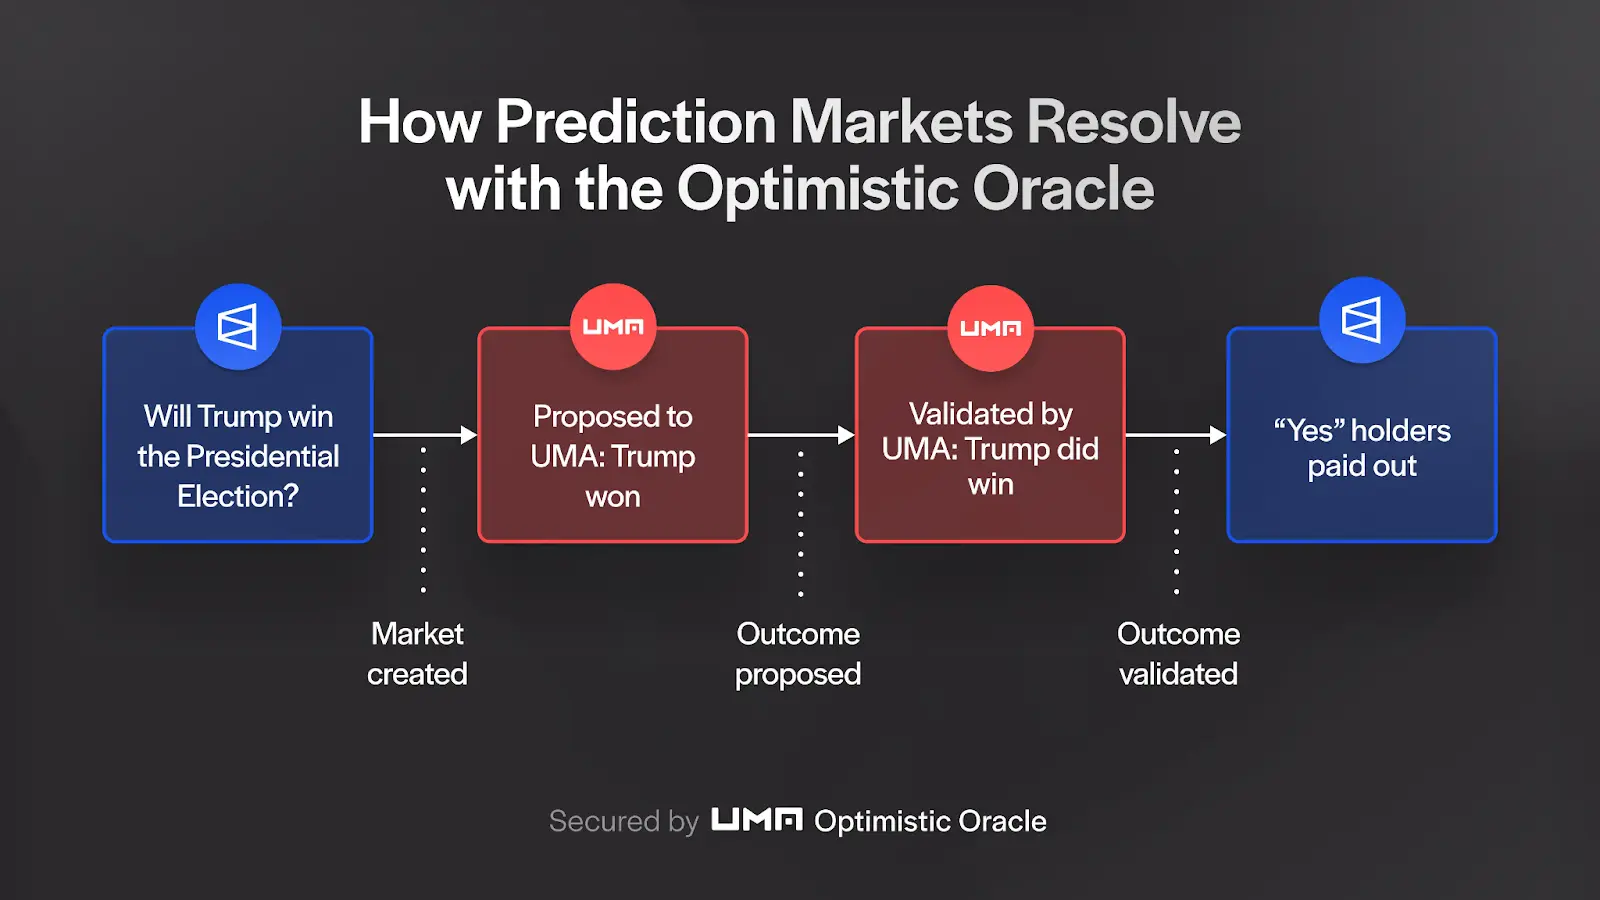 How Prediction Markets Resolve
with the Optimistic Oracle
Will Trump win
the Presidential
Election?
UMA
Proposed to
UMA: Trump
won
UMA
Validated by
UMA: Trump did
win
“Yes” holders
paid out
Market
created
Outcome
proposed
Outcome
validated
Secured by UMA Optimistic Oracle